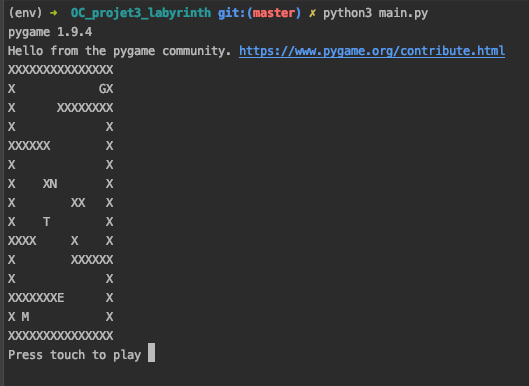 (env) ➜  OC_projet3_labyrinth git:(master) ✗ python3 main.py
pygame 1.9.4
Hello from the pygame community. https://www.pygame.org/contribute.html
XXXXXXXXXXXXXXX
X            GX
X      XXXXXXXX
X             X
XXXXXX        X
X             X
X    XN       X
X        XX   X
X    T        X
XXXX     X    X
X        XXXXXX
X             X
XXXXXXXE      X
X M           X
XXXXXXXXXXXXXXX
Press touch to play